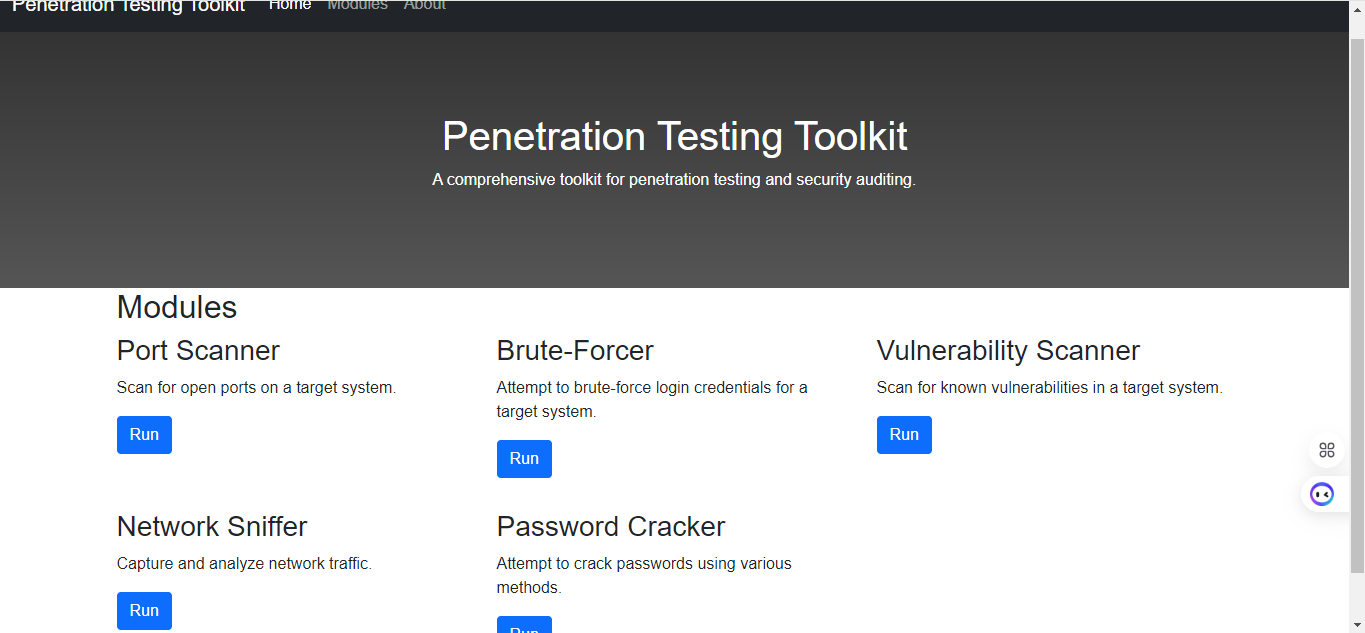 Penetration Testing Toolkit Home Modules About
Penetration Testing Toolkit
A comprehensive toolkit for penetration testing and security auditing.
Modules
Port Scanner
Scan for open ports on a target system.
Run
Brute-Forcer
Attempt to brute-force login credentials for a
target system.
Run
Vulnerability Scanner
Scan for known vulnerabilities in a target system.
Run
Network Sniffer
Capture and analyze network traffic.
Run
Password Cracker
Attempt to crack passwords using various
methods.
Run